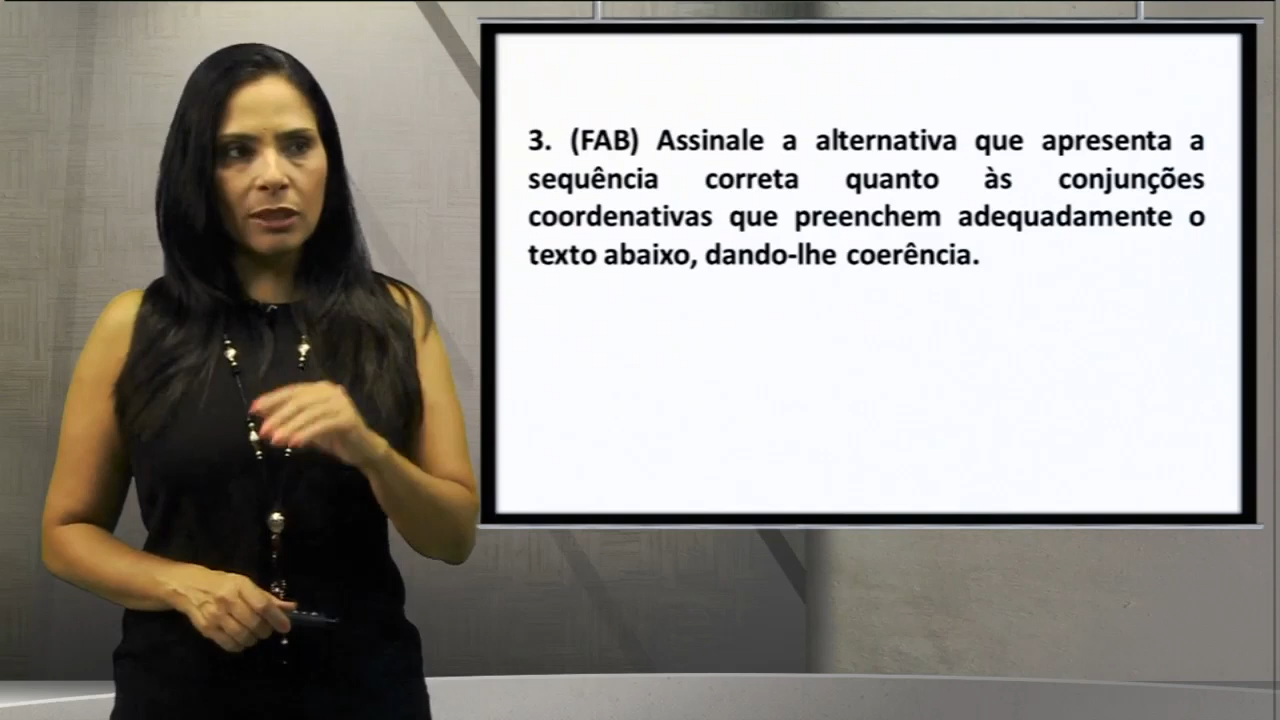 3. (FAB) Assinale a alternativa que apresenta a
sequência correta quanto às conjunções
coordenativas que preenchem adequadamente o
texto abaixo, dando-lhe coerência.